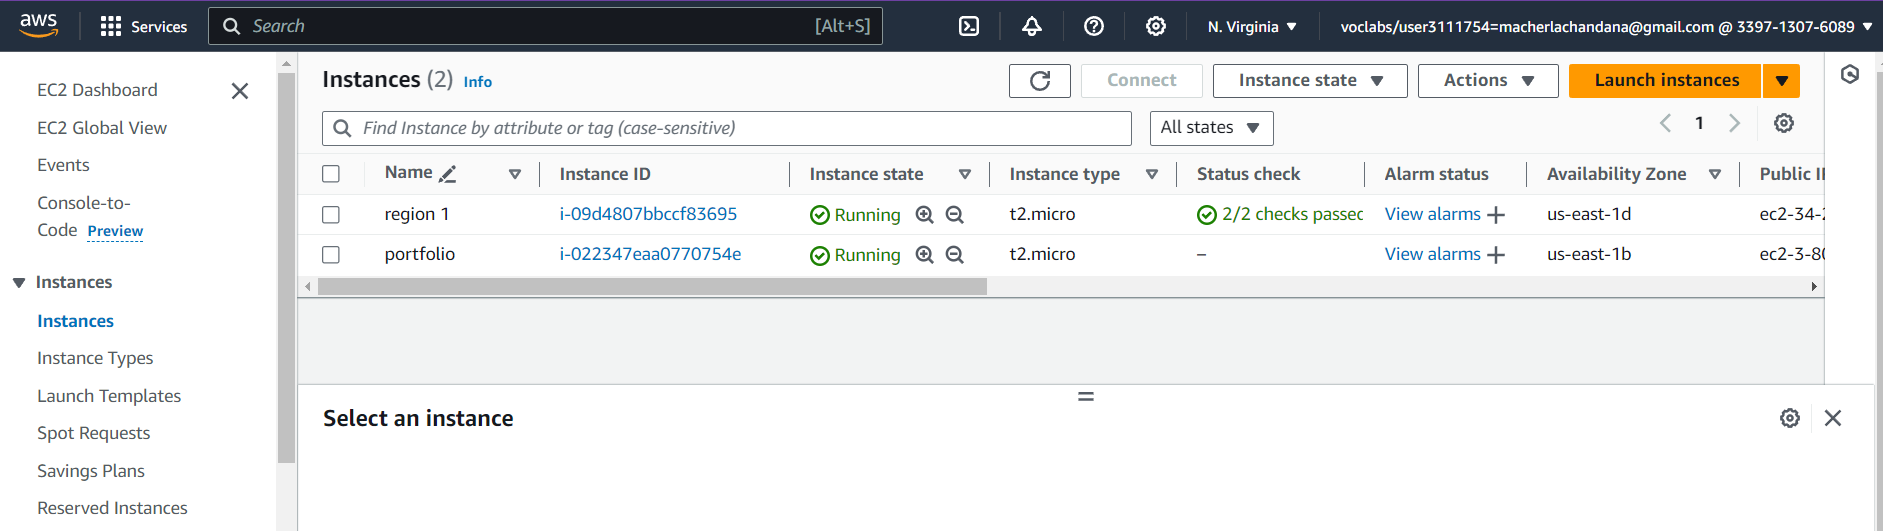 aws Services Search [Alt+S] N. Virginia voclabs/user3111754=macherlachandana@gmail.com @ 3397-1307-6089
EC2 Dashboard
EC2 Global View
Events
Console-to-
Code Preview
Instances
Instances
Instance Types
Launch Templates
Spot Requests
Savings Plans
Reserved Instances
Instances (2) Info Connect Instance state Actions Launch instances
Find Instance by attribute or tag (case-sensitive) All states 1
Name Instance ID Instance state Instance type Status check Alarm status Availability Zone Public
region 1 i-09d4807bbccf83695 Running t2.micro 2/2 checks passed View alarms + us-east-1d ec2-34-2
portfolio i-022347eaa0770754e Running t2.micro – View alarms + us-east-1b ec2-3-80
Select an instance